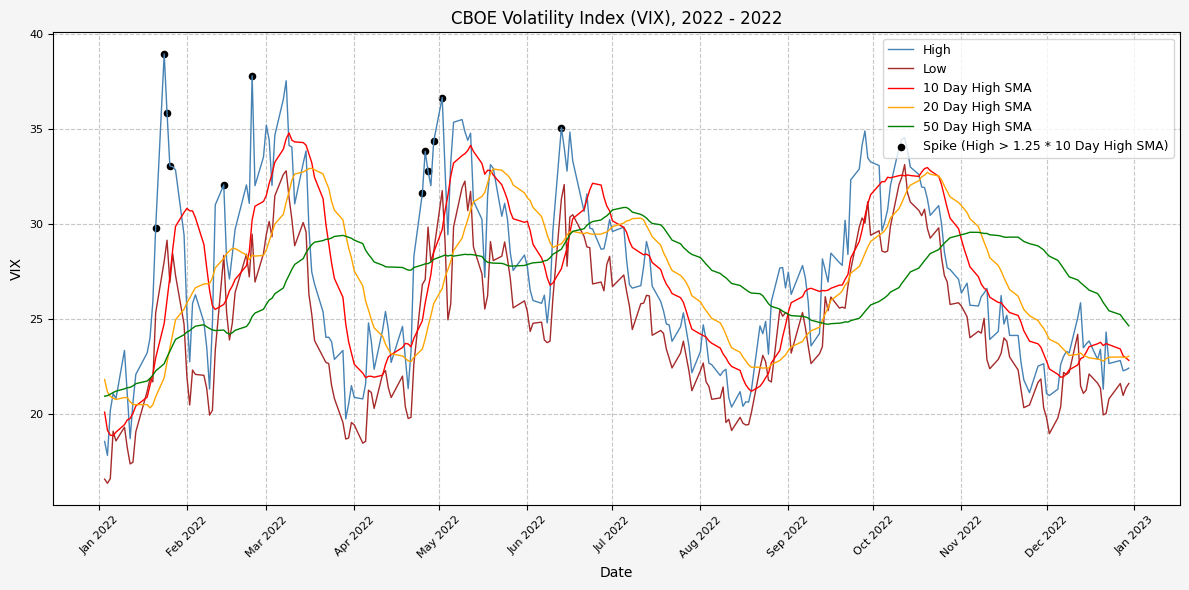 CBOE Volatility Index (VIX), 2022 - 2022
High
Low
10 Day High SMA
20 Day High SMA
50 Day High SMA
Spike (High > 1.25 * 10 Day High SMA)
VIX
40
35
30
25
20
Jan 2022
Feb 2022
Mar 2022
Apr 2022
May 2022
Jun 2022
Jul 2022
Aug 2022
Sep 2022
Oct 2022
Nov 2022
Dec 2022
Jan 2023
Date